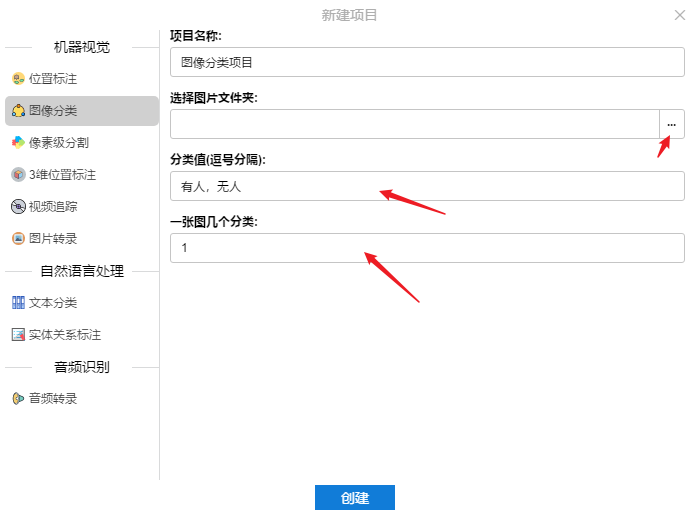 新建项目
机器视觉
位置标注
图像分类
像素级分割
3维位置标注
视频追踪
图片转录
自然语言处理
文本分类
实体关系标注
音频识别
音频转录
项目名称:
图像分类项目
选择图片文件夹:
...
分类值(逗号分隔):
有人，无人
一张图几个分类:
1
创建